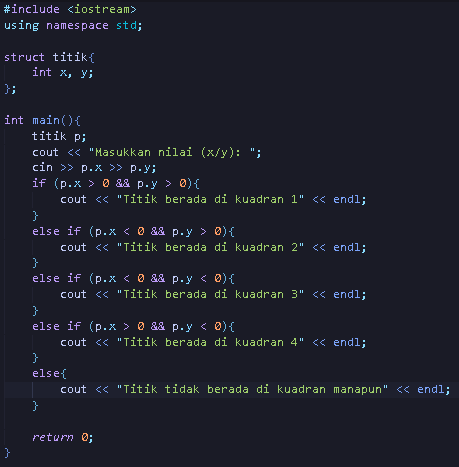 #include <iostream>
using namespace std;
struct titik{
    int x, y;
};
int main(){
    titik p;
    cout << "Masukkan nilai (x/y): ";
    cin >> p.x >> p.y;
    if (p.x > 0 && p.y > 0){
        cout << "Titik berada di kuadran 1" << endl;
    }
    else if (p.x < 0 && p.y > 0){
        cout << "Titik berada di kuadran 2" << endl;
    }
    else if (p.x < 0 && p.y < 0){
        cout << "Titik berada di kuadran 3" << endl;
    }
    else if (p.x > 0 && p.y < 0){
        cout << "Titik berada di kuadran 4" << endl;
    }
    else{
        cout << "Titik tidak berada di kuadran manapun" << endl;
    }
    return 0;
}